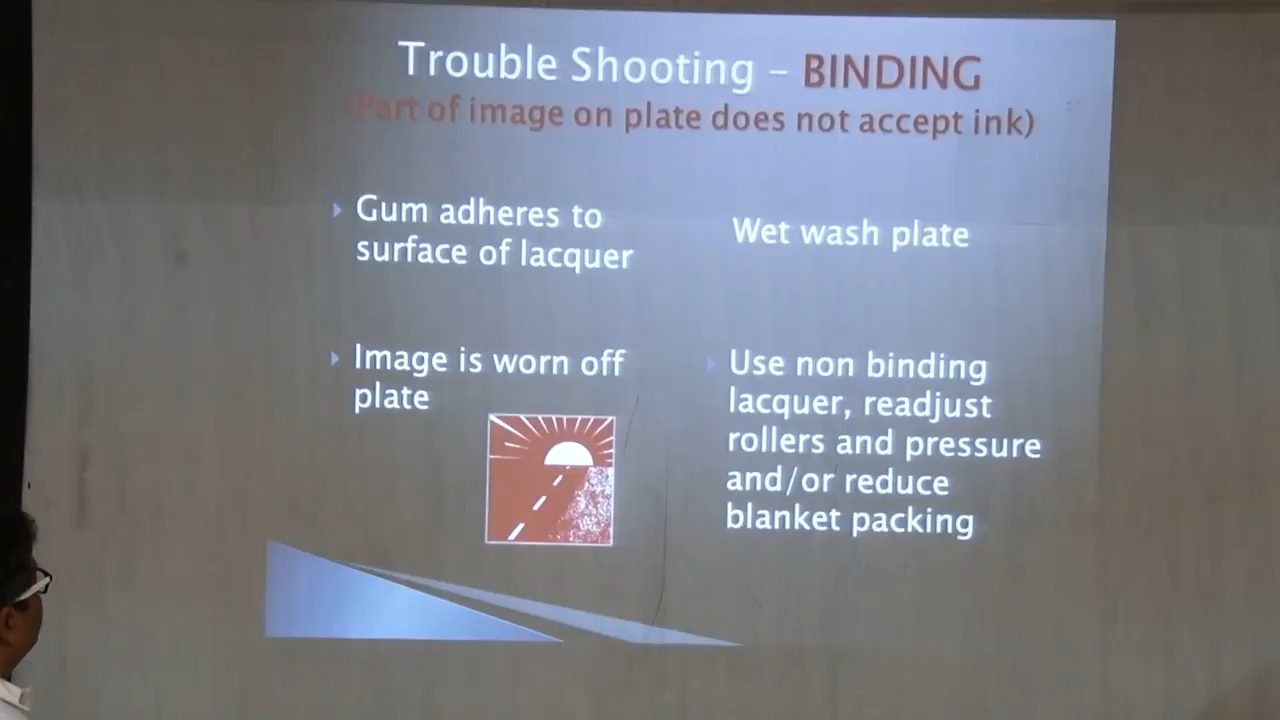 Trouble Shooting – BINDING
(Part of image on plate does not accept ink)
Gum adheres to
surface of lacquer
Wet wash plate
Image is worn off
plate
Use non binding
lacquer, readjust
rollers and pressure
and/or reduce
blanket packing